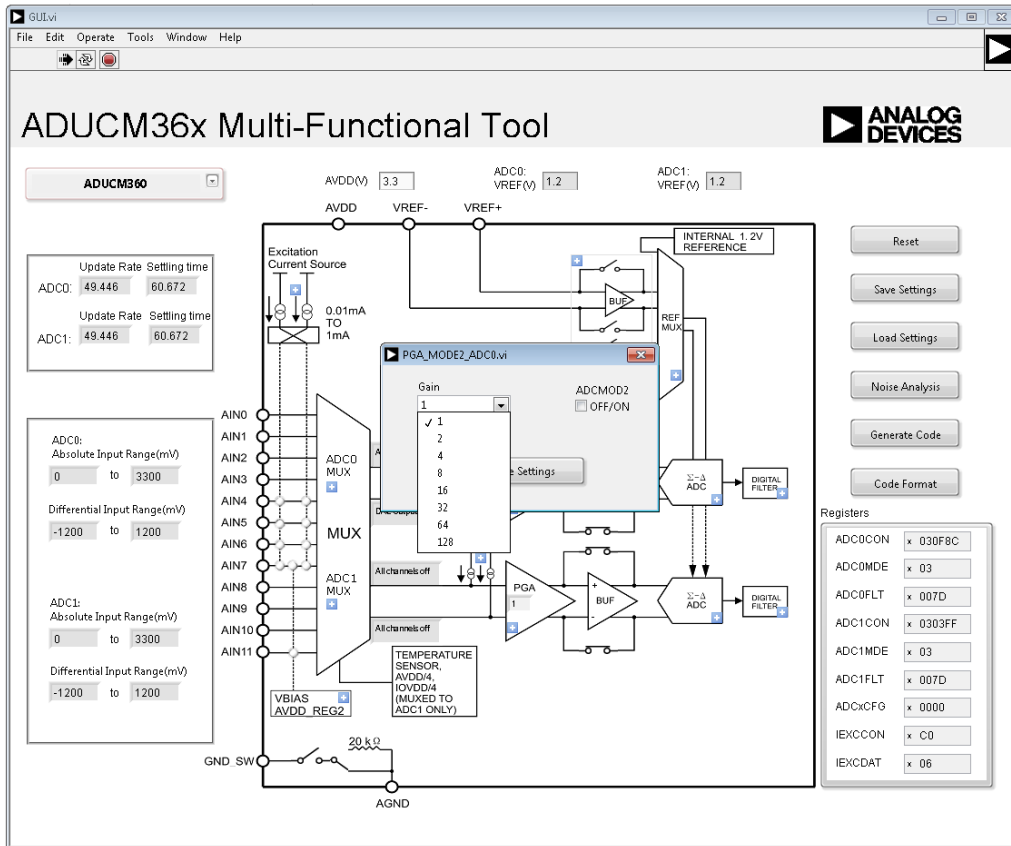 GUI.vi
File Edit Operate Tools Window Help
ADUCM36x Multi-Functional Tool
ANALOG
DEVICES
ADUCM360
AVDD(V) 3.3
ADC0:
VREF(V) 1.2
ADC1:
VREF(V) 1.2
AVDD VREF- VREF+
Update Rate Settling time
ADC0: 49.446 60.672
Update Rate Settling time
ADC1: 49.446 60.672
ADC0:
Absolute Input Range(mV)
0 to 3300
Differential Input Range(mV)
-1200 to 1200
ADC1:
Absolute Input Range(mV)
0 to 3300
Differential Input Range(mV)
-1200 to 1200
Excitation
Current Source
0.01mA
TO
1mA
INTERNAL 1. 2V
REFERENCE
BUF
REF
MUX
AIN0
AIN1
AIN2
AIN3
AIN4
AIN5
AIN6
AIN7
AIN8
AIN9
AIN10
AIN11
ADC0
MUX
MUX
ADC1
MUX
PGA_MODE2_ADC0.vi
Gain
1
ADCMOD2
OFF/ON
1
2
4
8
16
32
64
128
Settings
Σ-Δ
ADC
DIGITAL
FILTER
All channels off
All channels off
PGA
1
+
BUF
-
Σ-Δ
ADC
DIGITAL
FILTER
TEMPERATURE
SENSOR,
AVDD/4,
IOVDD/4
(MUXED TO
ADC1 ONLY)
VBIAS
AVDD_REG2
GND_SW
20 k Ω
AGND
Reset
Save Settings
Load Settings
Noise Analysis
Generate Code
Code Format
Registers
ADC0CON x 030F8C
ADC0MDE x 03
ADC0FLT x 007D
ADC1CON x 0303FF
ADC1MDE x 03
ADC1FLT x 007D
ADCxCFG x 0000
IEXCCON x C0
IEXCDAT x 06